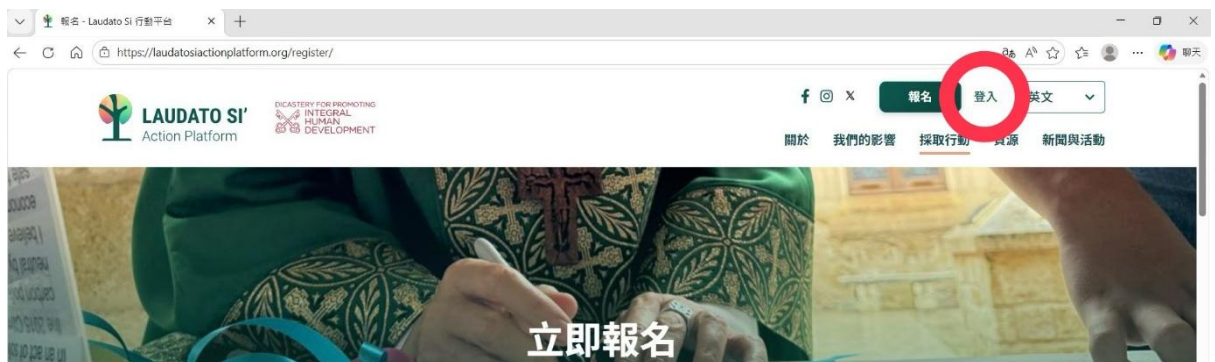 報名 - Laudato Si 行動平台
https://laudatosiactionplatform.org/register/
聊天
LAUDATO SI'
Action Platform
DICASTERY FOR PROMOTING
INTEGRAL
HUMAN
DEVELOPMENT
報名 登入 英文
關於 我們的影響 採取行動 資源 新聞與活動
立即報名